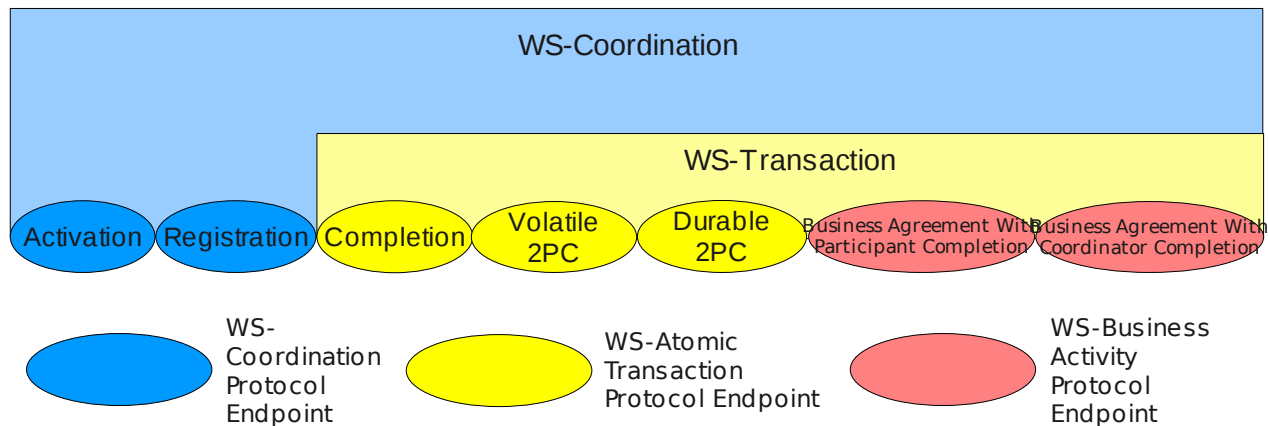 WS-Coordination
WS-Transaction
Activation
Registration
Completion
Volatile
2PC
Durable
2PC
Business Agreement With
Participant Completion
Business Agreement With
Coordinator Completion
WS-
Coordination
Protocol
Endpoint
WS-Atomic
Transaction
Protocol Endpoint
WS-Business
Activity
Protocol
Endpoint